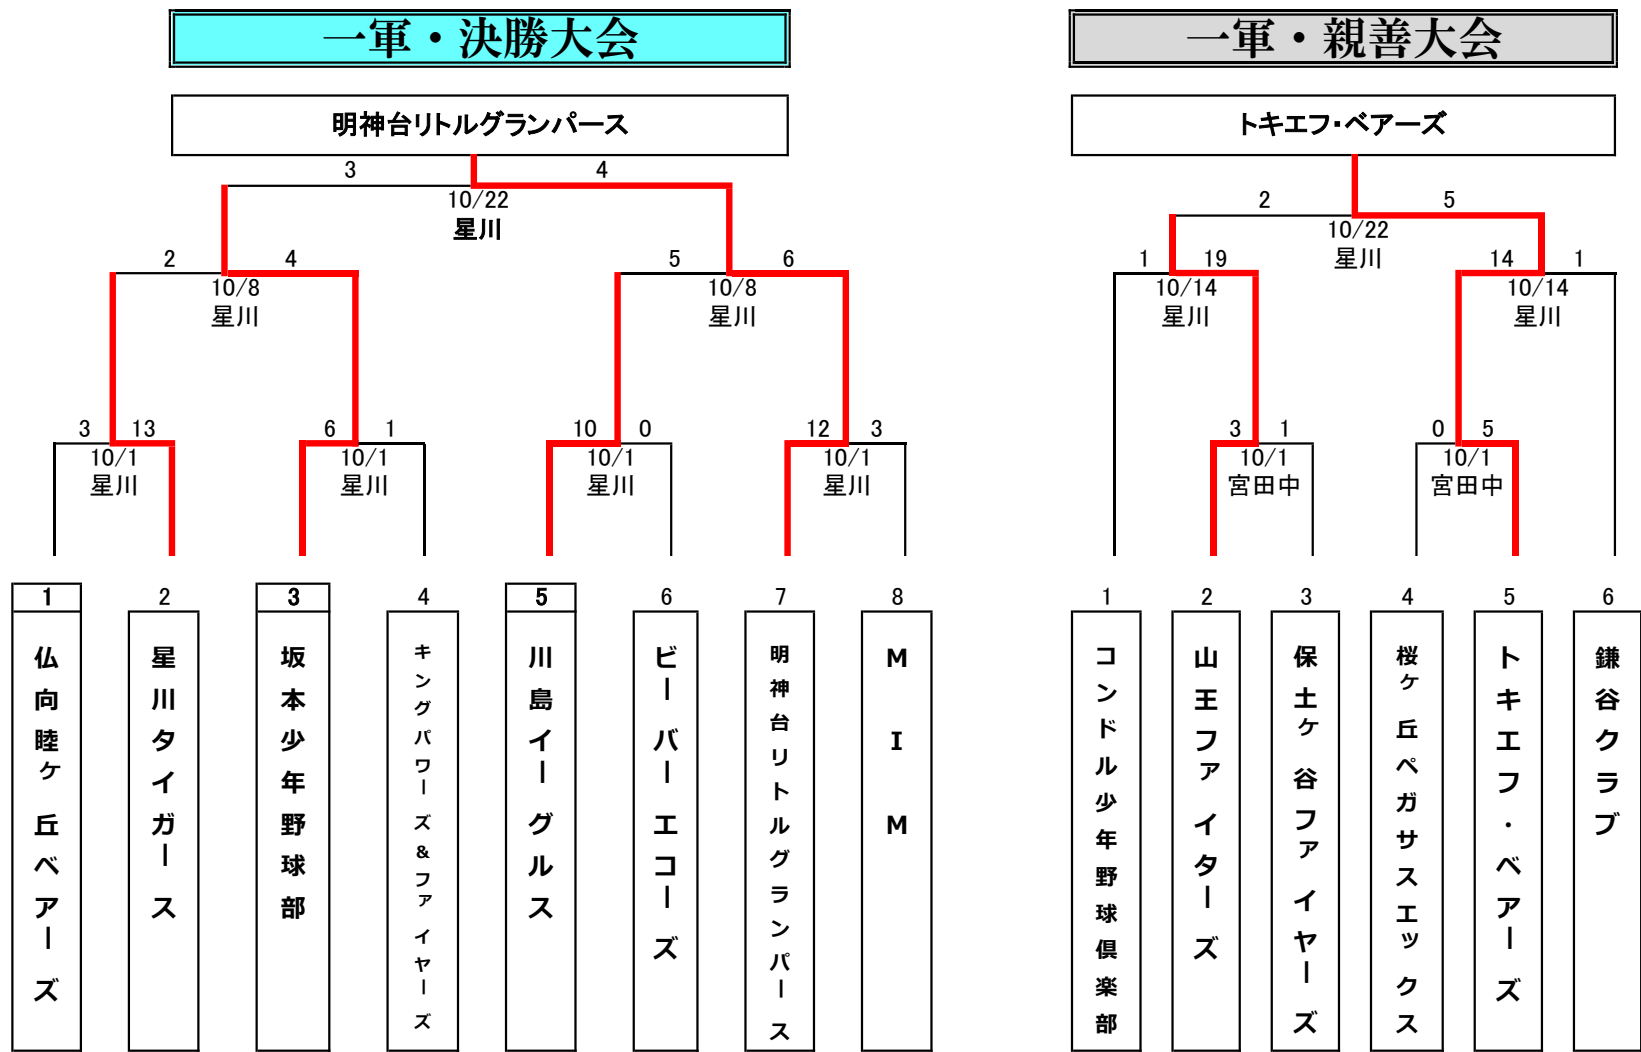 一軍・決勝大会
明神台リトルグランパース
3 4
10/22
星川
2 4
10/8
星川
5 6
10/8
星川
3 13
10/1
星川
6 1
10/1
星川
10 0
10/1
星川
12 3
10/1
星川
1
仏向睦ヶ丘ベアーズ
2
星川タイガース
3
坂本少年野球部
4
キングパワーズ&ファイヤーズ
5
川島イーグルス
6
ビーバーエコーズ
7
明神台リトルグランパース
8
MIM
一軍・親善大会
トキエフ・ベアーズ
2 5
10/22
星川
1 19
10/14
星川
14 1
10/14
星川
3 1
10/1
宮田中
0 5
10/1
宮田中
1
コンドル少年野球倶楽部
2
山王ファイターズ
3
保土ケ谷ファイヤーズ
4
桜ケ丘ペガサスエックス
5
トキエフ・ベアーズ
6
鎌谷クラブ